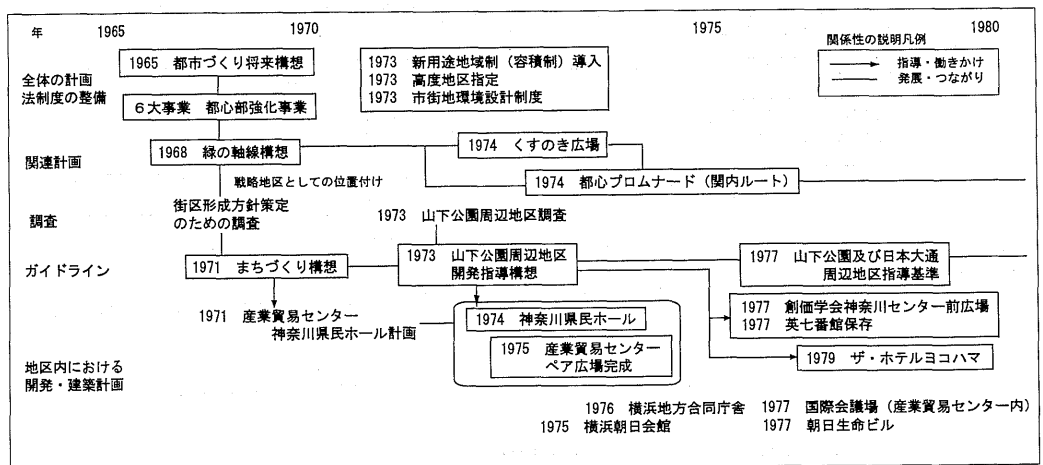 年 1965 1970 1975 1980
関係性の説明凡例
指導・働きかけ
発展・つながり
全体の計画
法制度の整備
1965 都市づくり将来構想
6大事業 都心部強化事業
1973 新用途地域制（容積制）導入
1973 高度地区指定
1973 市街地環境設計制度
関連計画
1968 緑の軸線構想
1974 くすのき広場
1974 都心プロムナード（関内ルート）
戦略地区としての位置付け
調査
街区形成方針策定
のための調査
1973 山下公園周辺地区調査
ガイドライン
1971 まちづくり構想
1973 山下公園周辺地区
開発指導構想
1977 山下公園及び日本大通
周辺地区指導基準
地区内における
開発・建築計画
1971 産業貿易センター
神奈川県民ホール計画
1974 神奈川県民ホール
1975 産業貿易センター
ペア広場完成
1977 創価学会神奈川センター前広場
1977 英七番館保存
1979 ザ・ホテルヨコハマ
1976 横浜地方合同庁舎
1977 国際会議場（産業貿易センター内）
1975 横浜朝日会館
1977 朝日生命ビル